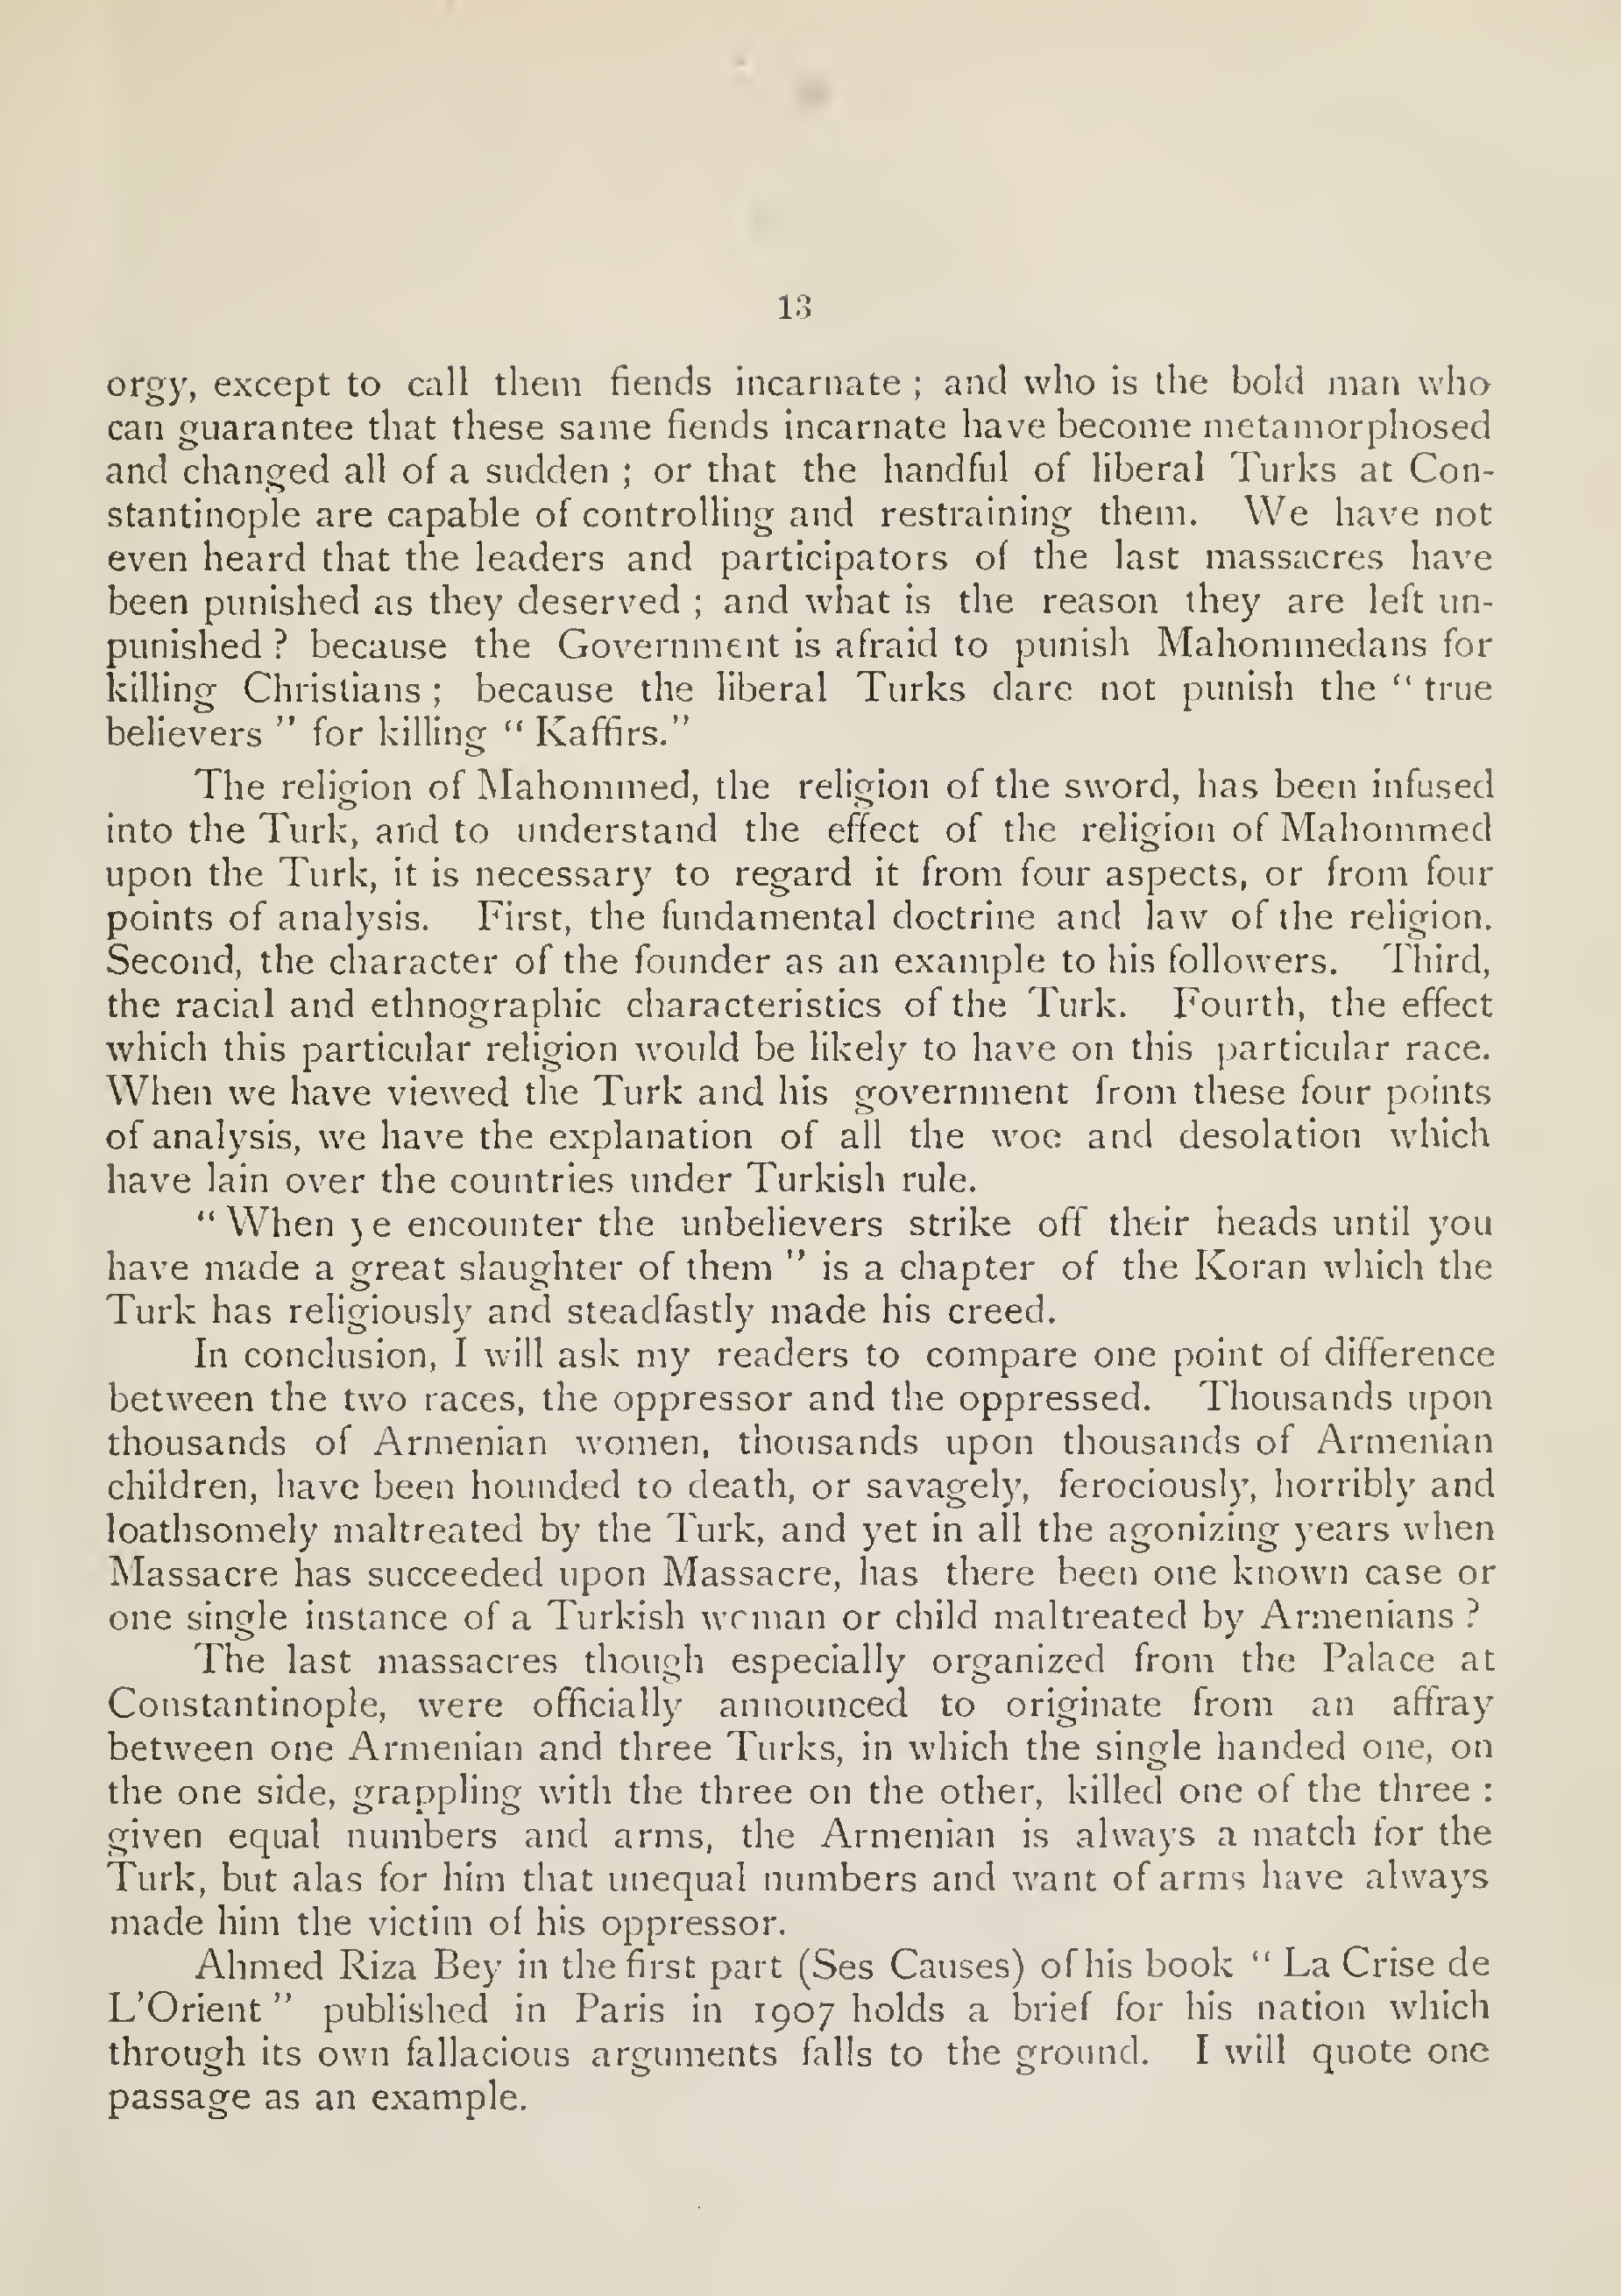 13
orgy, except to call them fiends incarnate ; and who is the bold man who
can guarantee that these same fiends incarnate have become metamorphosed
and changed all of a sudden ; or that the handful of liberal Turks at Con-
stantinople are capable of controlling and restraining them. We have not
even heard that the leaders and participators of the last massacres have
been punished as they deserved ; and what is the reason they are left un-
punished ? because the Government is afraid to punish Mahommedans for
killing Christians ; because the liberal Turks dare not punish the “ true
believers ” for killing “ Kaffirs.”
The religion of Mahommed, the religion of the sword, has been infused
into the Turk, and to understand the effect of the religion of Mahommed
upon the Turk, it is necessary to regard it from four aspects, or from four
points of analysis. First, the fundamental doctrine and law of the religion.
Second, the character of the founder as an example to his followers. Third,
the racial and ethnographic characteristics of the Turk. Fourth, the effect
which this particular religion would be likely to have on this particular race.
When we have viewed the Turk and his government from these four points
of analysis, we have the explanation of all the woe and desolation which
have lain over the countries under Turkish rule.
“ When ye encounter the unbelievers strike off their heads until you
have made a great slaughter of them ” is a chapter of the Koran which the
Turk has religiously and steadfastly made his creed.
In conclusion, I will ask my readers to compare one point of difference
between the two races, the oppressor and the oppressed. Thousands upon
thousands of Armenian women, thousands upon thousands of Armenian
children, have been hounded to death, or savagely, ferociously, horribly and
loathsomely maltreated by the Turk, and yet in all the agonizing years when
Massacre has succeeded upon Massacre, has there been one known case or
one single instance of a Turkish woman or child maltreated by Armenians ?
The last massacres though especially organized from the Palace at
Constantinople, were officially announced to originate from an affray
between one Armenian and three Turks, in which the single handed one, on
the one side, grappling with the three on the other, killed one of the three :
given equal numbers and arms, the Armenian is always a match for the
Turk, but alas for him that unequal numbers and want of arms have always
made him the victim of his oppressor.
Ahmed Riza Bey in the first part (Ses Causes) of his book “ La Crise de
L’Orient ” published in Paris in 1907 holds a brief for his nation which
through its own fallacious arguments falls to the ground. I will quote one
passage as an example.